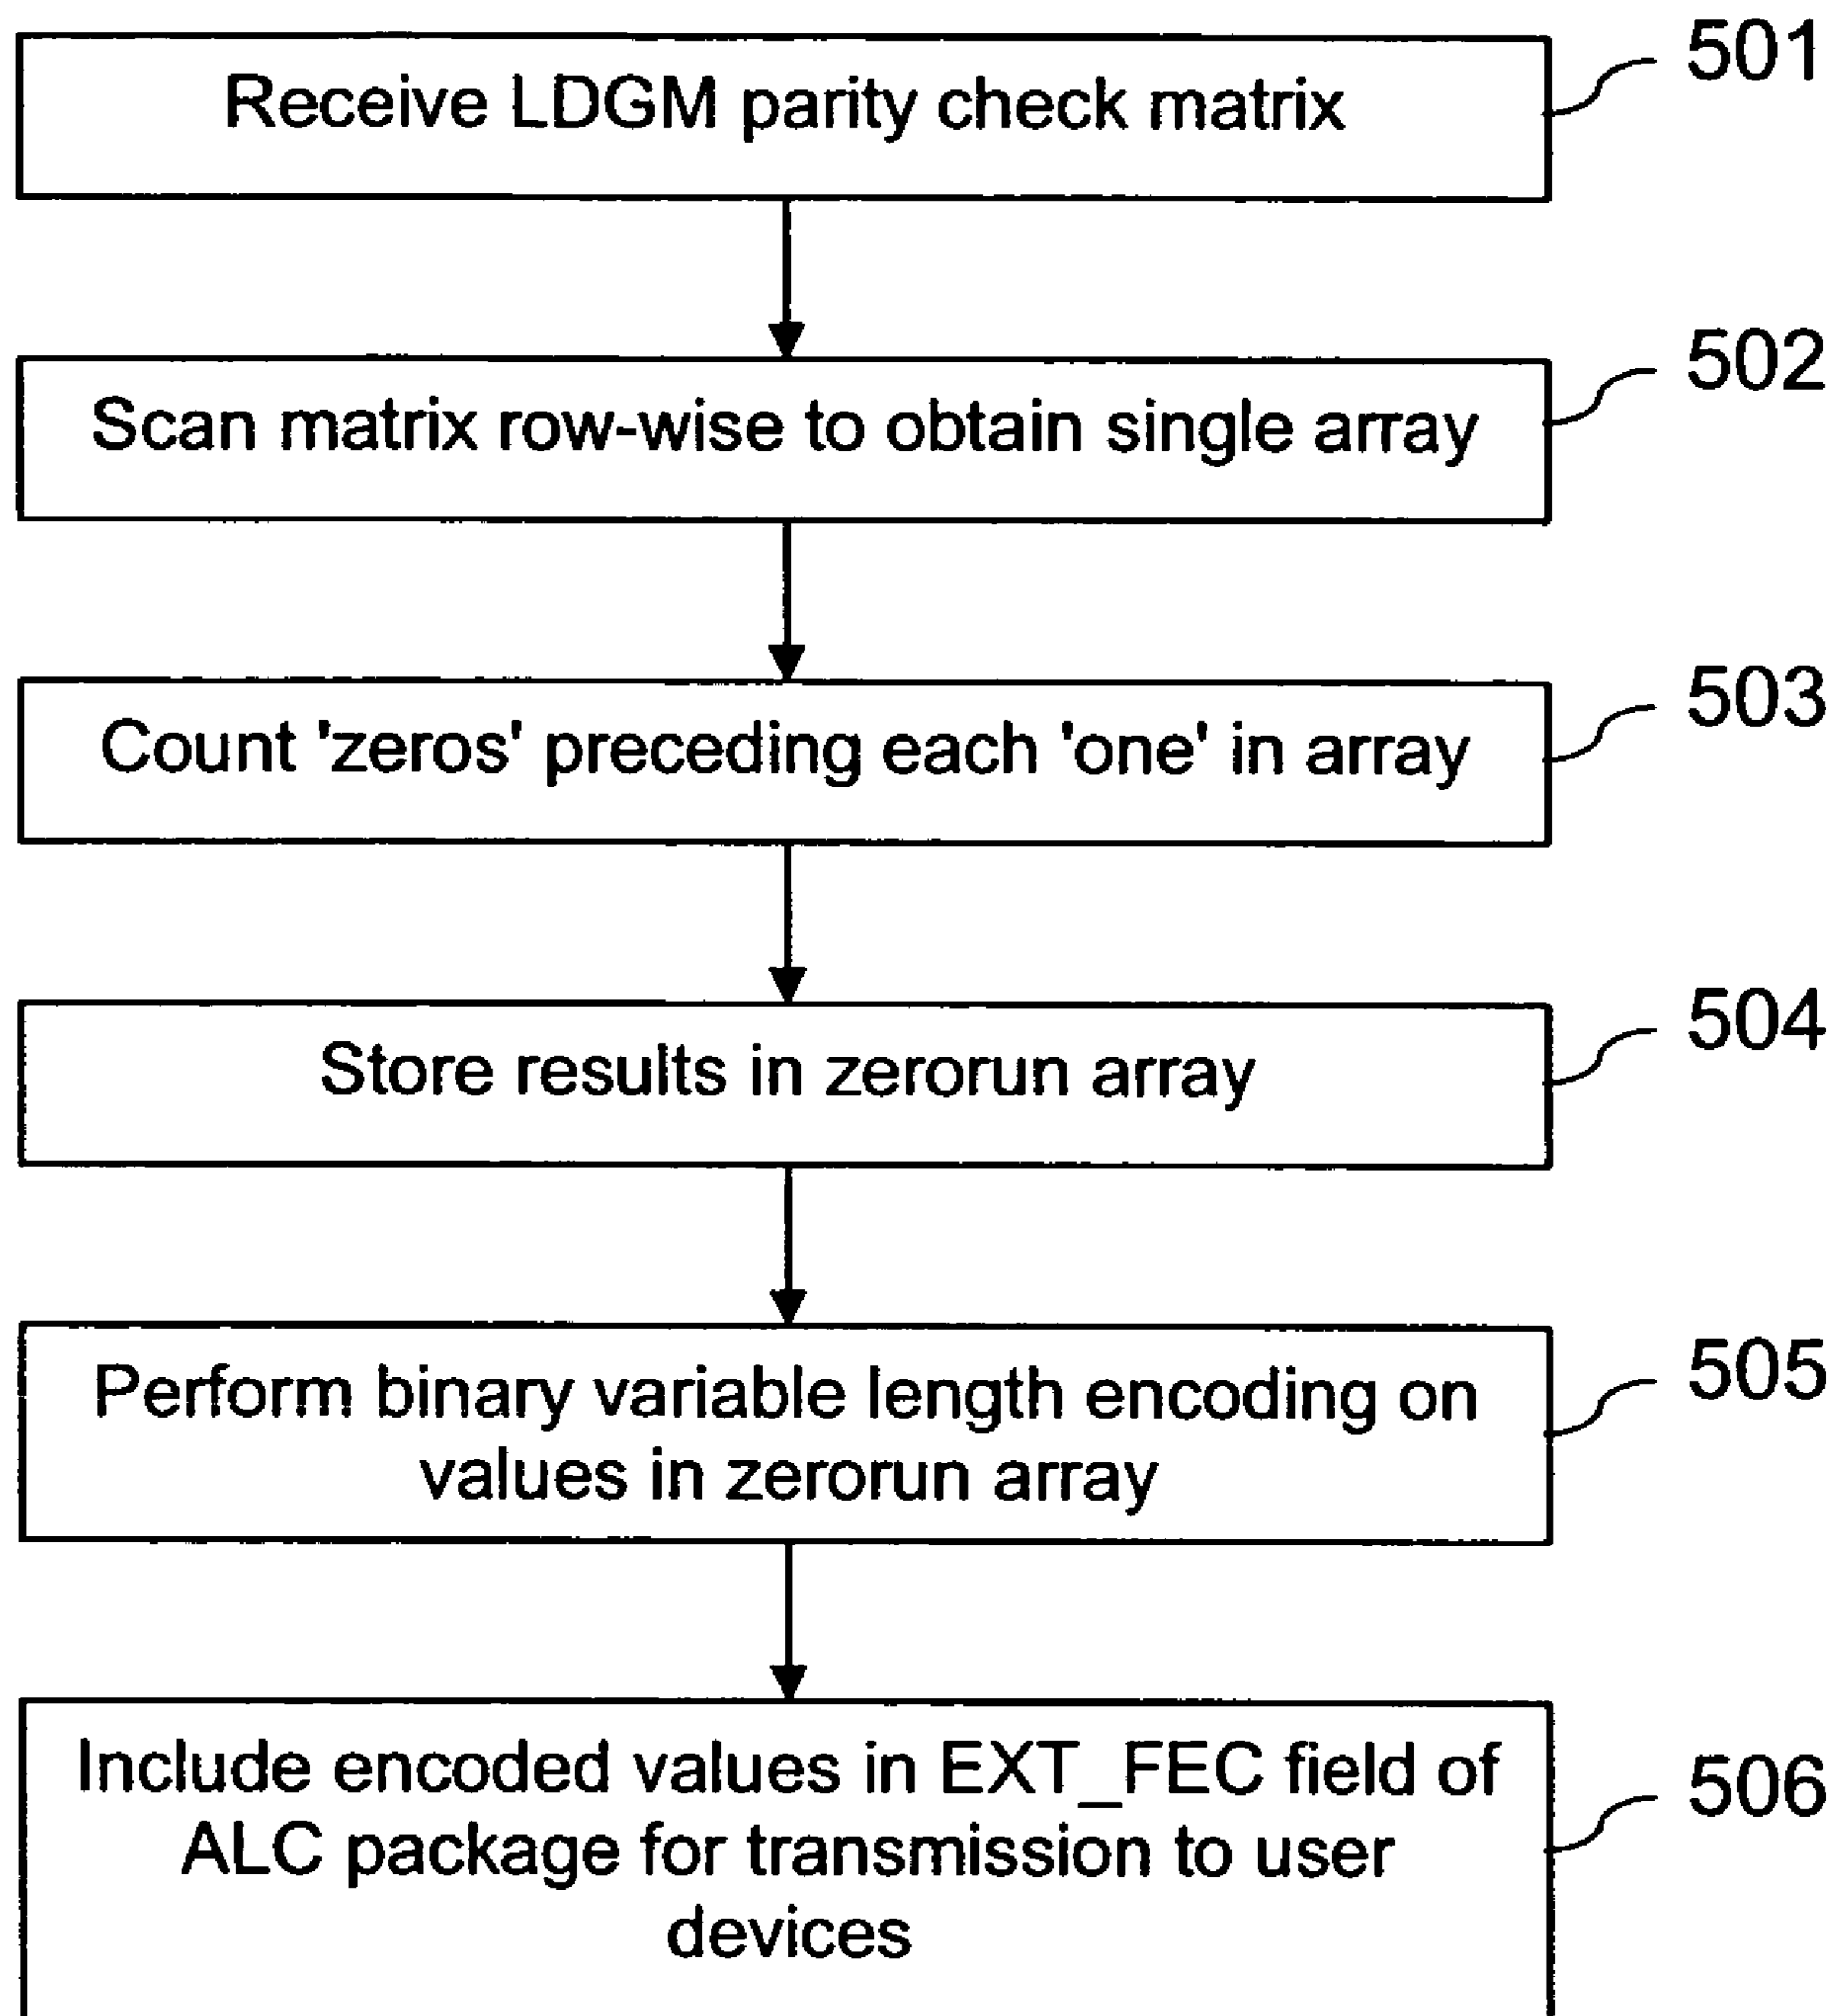 Receive LDGM parity check matrix
501
Scan matrix row-wise to obtain single array
502
Count 'zeros' preceding each 'one' in array
503
Store results in zerorun array
504
Perform binary variable length encoding on
values in zerorun array
505
Include encoded values in EXT_FEC field of
ALC package for transmission to user
devices
506